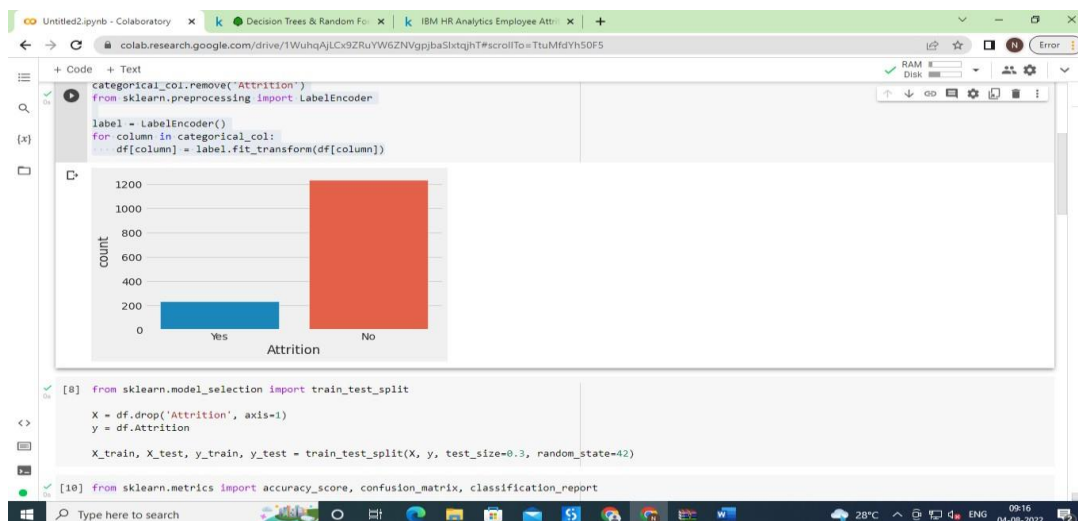 Untitled2.ipynb - Colaboratory
Decision Trees & Random Fo
IBM HR Analytics Employee Attri
colab.research.google.com/drive/1WuhqAjLCx9ZRuYW6ZNVgpjbaSlxtqjhT#scrollTo=TtuMfdYh50F5
N
Error
+ Code + Text
RAM
Disk
categorical_col.remove('Attrition')
from sklearn.preprocessing import LabelEncoder
label = LabelEncoder()
for column in categorical_col:
df[column] = label.fit_transform(df[column])
{x}
1200
1000
800
600
400
200
0
count
Yes
No
Attrition
[8] from sklearn.model_selection import train_test_split
X = df.drop('Attrition', axis=1)
y = df.Attrition
X_train, X_test, y_train, y_test = train_test_split(X, y, test_size=0.3, random_state=42)
[10] from sklearn.metrics import accuracy_score, confusion_matrix, classification_report
Type here to search
28°C
ENG
09:16
04-08-2022